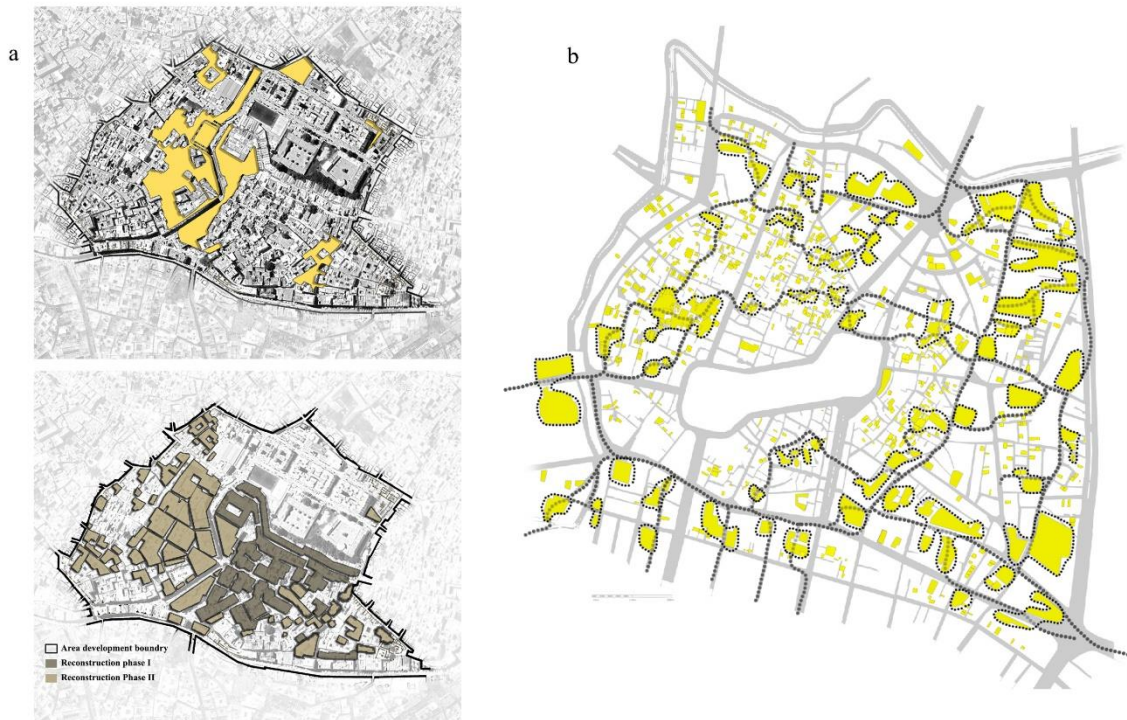 a
b
Area development boundry
Reconstruction phase I
Reconstruction Phase II